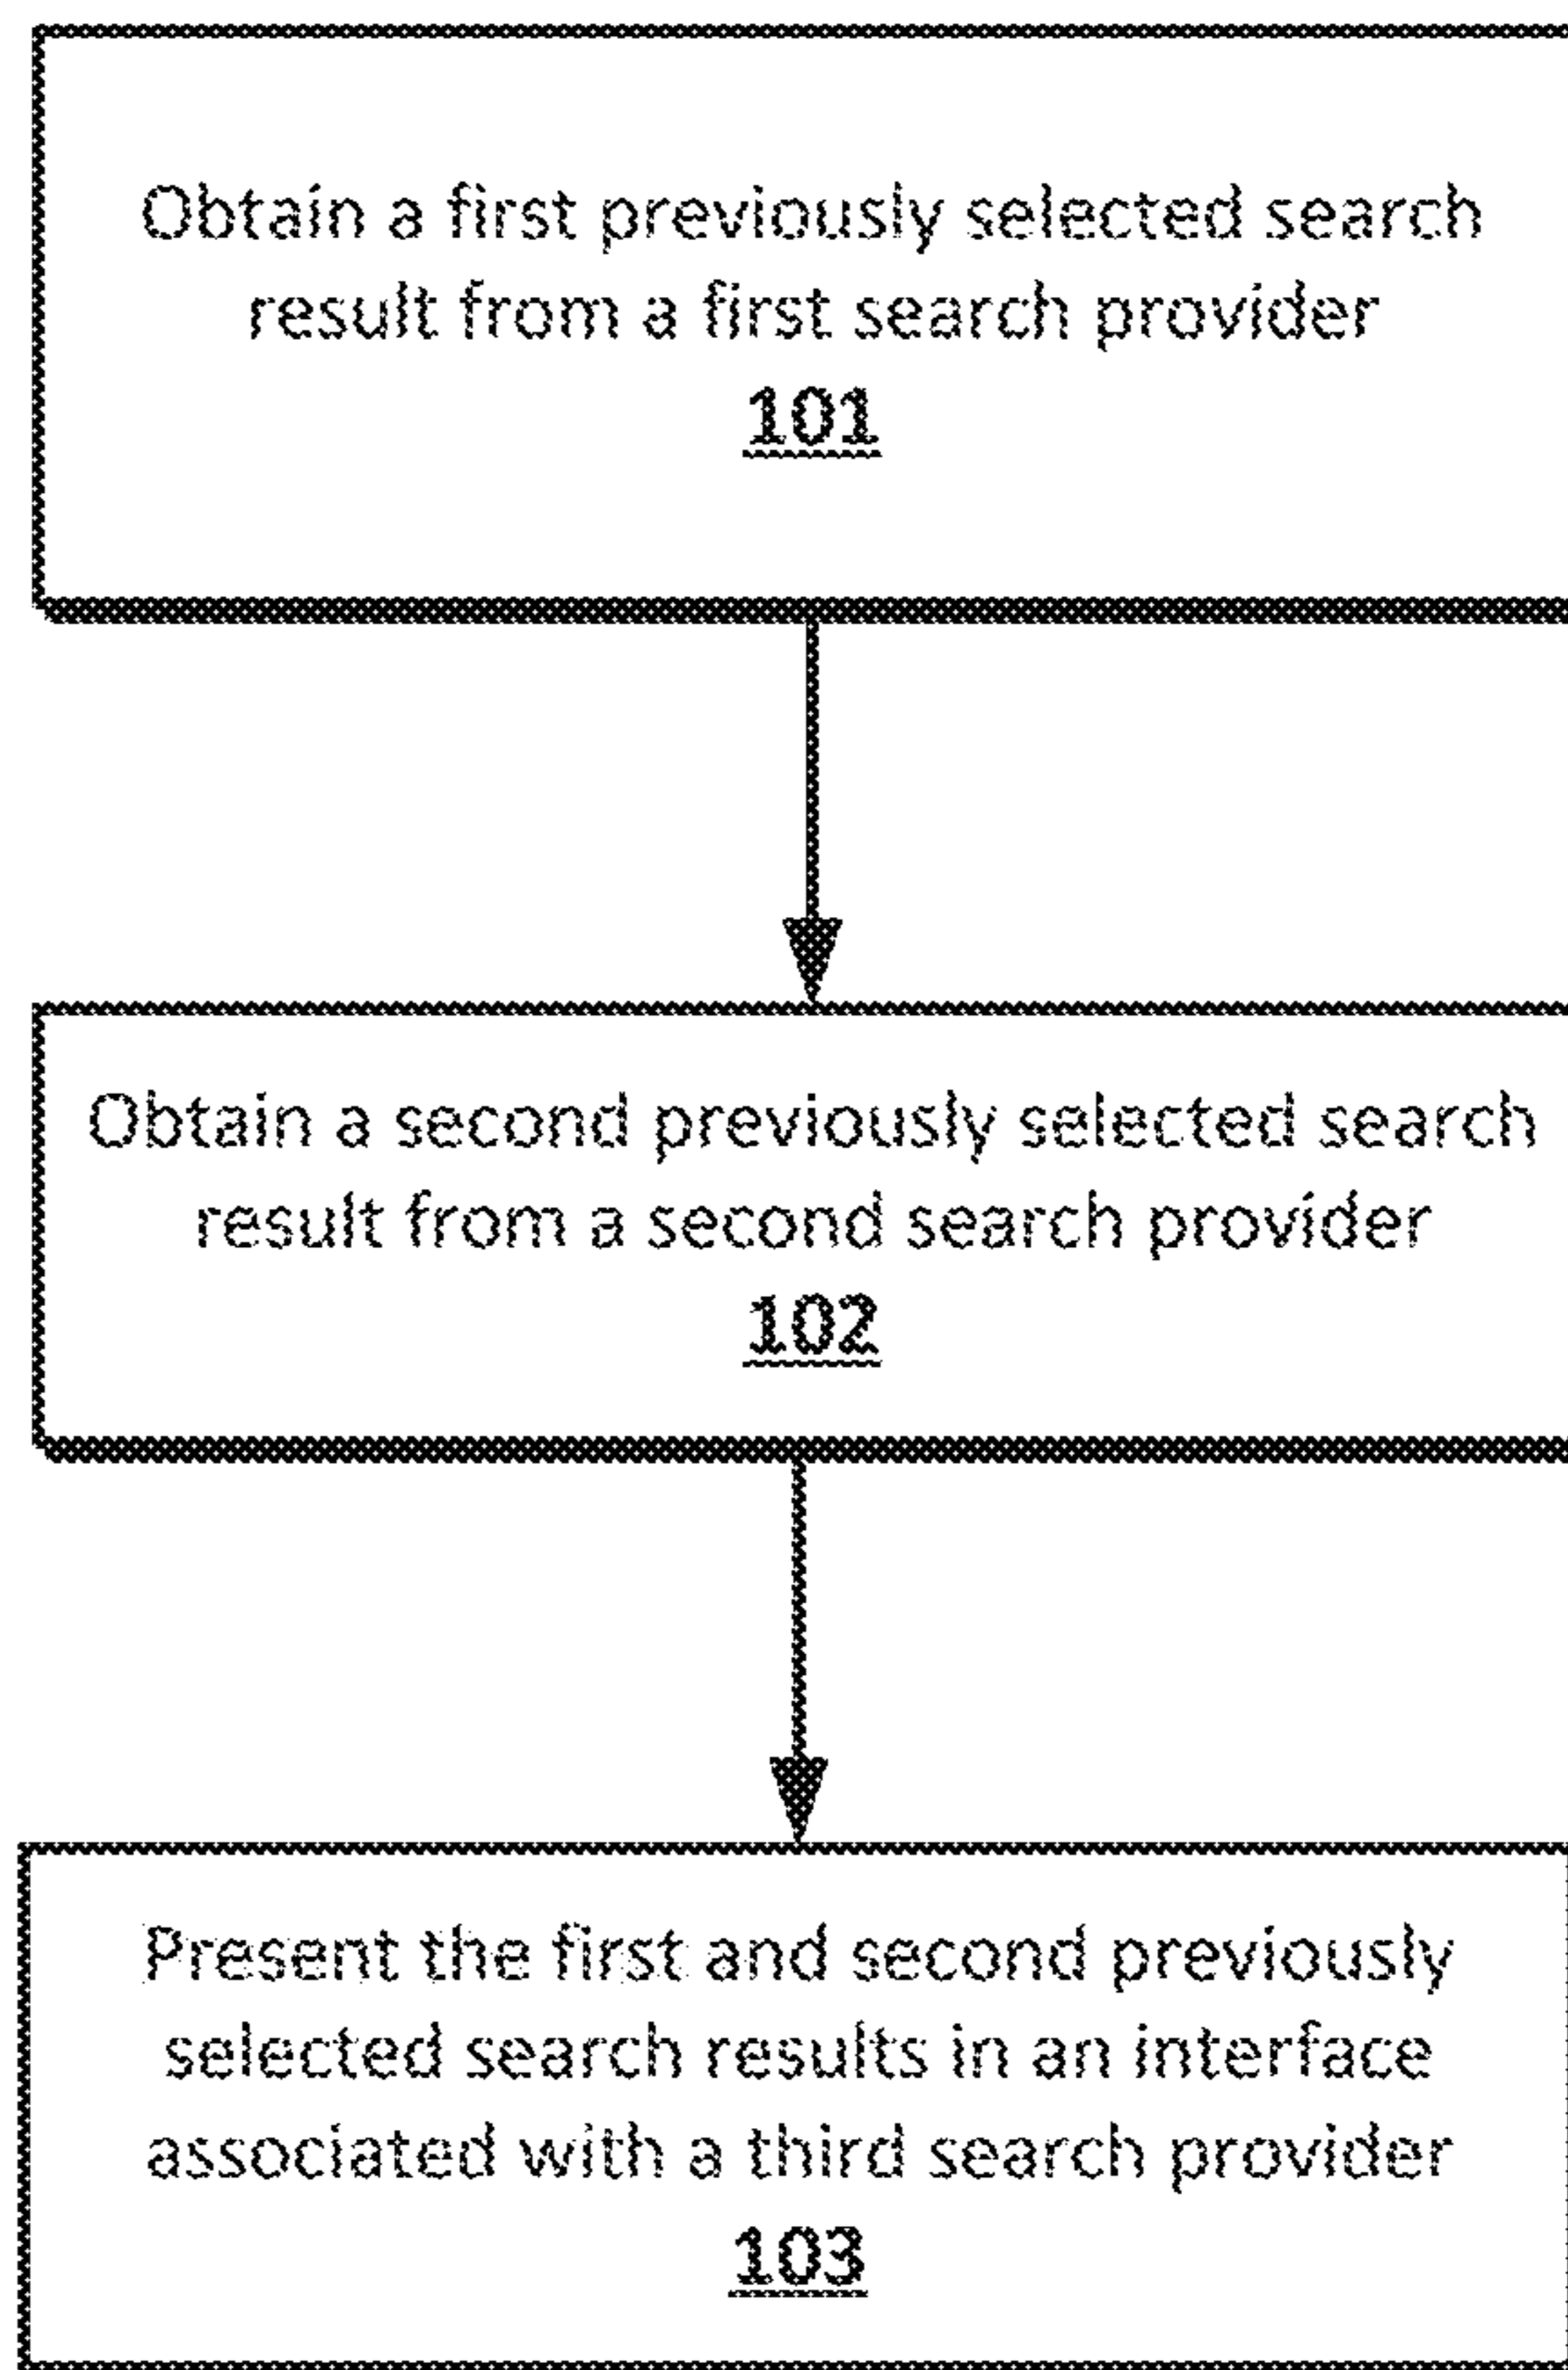 Obtain a first previously selected search
result from a first search provider
101
Obtain a second previously selected search
result from a second search provider
102
Present the first and second previously
selected search results in an interface
associated with a third search provider
103